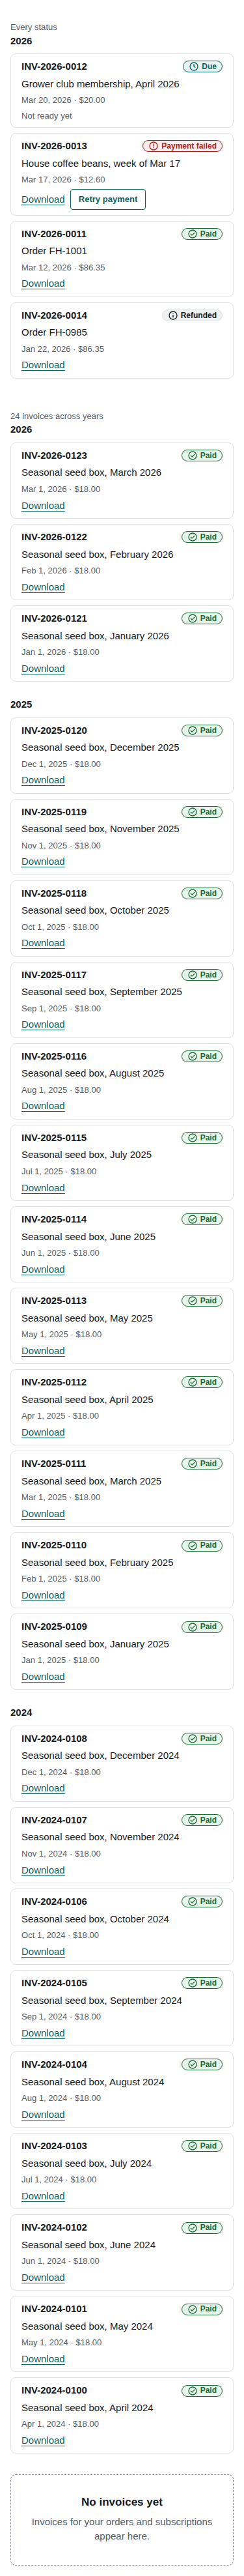 Every status
2026
INV-2026-0012
Due
Grower club membership, April 2026
Mar 20, 2026 · $20.00
Not ready yet
INV-2026-0013
Payment failed
House coffee beans, week of Mar 17
Mar 17, 2026 · $12.60
Download
Retry payment
INV-2026-0011
Paid
Order FH-1001
Mar 12, 2026 · $86.35
Download
INV-2026-0014
Refunded
Order FH-0985
Jan 22, 2026 · $86.35
Download
24 invoices across years
2026
INV-2026-0123
Paid
Seasonal seed box, March 2026
Mar 1, 2026 · $18.00
Download
INV-2026-0122
Paid
Seasonal seed box, February 2026
Feb 1, 2026 · $18.00
Download
INV-2026-0121
Paid
Seasonal seed box, January 2026
Jan 1, 2026 · $18.00
Download
2025
INV-2025-0120
Paid
Seasonal seed box, December 2025
Dec 1, 2025 · $18.00
Download
INV-2025-0119
Paid
Seasonal seed box, November 2025
Nov 1, 2025 · $18.00
Download
INV-2025-0118
Paid
Seasonal seed box, October 2025
Oct 1, 2025 · $18.00
Download
INV-2025-0117
Paid
Seasonal seed box, September 2025
Sep 1, 2025 · $18.00
Download
INV-2025-0116
Paid
Seasonal seed box, August 2025
Aug 1, 2025 · $18.00
Download
INV-2025-0115
Paid
Seasonal seed box, July 2025
Jul 1, 2025 · $18.00
Download
INV-2025-0114
Paid
Seasonal seed box, June 2025
Jun 1, 2025 · $18.00
Download
INV-2025-0113
Paid
Seasonal seed box, May 2025
May 1, 2025 · $18.00
Download
INV-2025-0112
Paid
Seasonal seed box, April 2025
Apr 1, 2025 · $18.00
Download
INV-2025-0111
Paid
Seasonal seed box, March 2025
Mar 1, 2025 · $18.00
Download
INV-2025-0110
Paid
Seasonal seed box, February 2025
Feb 1, 2025 · $18.00
Download
INV-2025-0109
Paid
Seasonal seed box, January 2025
Jan 1, 2025 · $18.00
Download
2024
INV-2024-0108
Paid
Seasonal seed box, December 2024
Dec 1, 2024 · $18.00
Download
INV-2024-0107
Paid
Seasonal seed box, November 2024
Nov 1, 2024 · $18.00
Download
INV-2024-0106
Paid
Seasonal seed box, October 2024
Oct 1, 2024 · $18.00
Download
INV-2024-0105
Paid
Seasonal seed box, September 2024
Sep 1, 2024 · $18.00
Download
INV-2024-0104
Paid
Seasonal seed box, August 2024
Aug 1, 2024 · $18.00
Download
INV-2024-0103
Paid
Seasonal seed box, July 2024
Jul 1, 2024 · $18.00
Download
INV-2024-0102
Paid
Seasonal seed box, June 2024
Jun 1, 2024 · $18.00
Download
INV-2024-0101
Paid
Seasonal seed box, May 2024
May 1, 2024 · $18.00
Download
INV-2024-0100
Paid
Seasonal seed box, April 2024
Apr 1, 2024 · $18.00
Download
No invoices yet
Invoices for your orders and subscriptions
appear here.